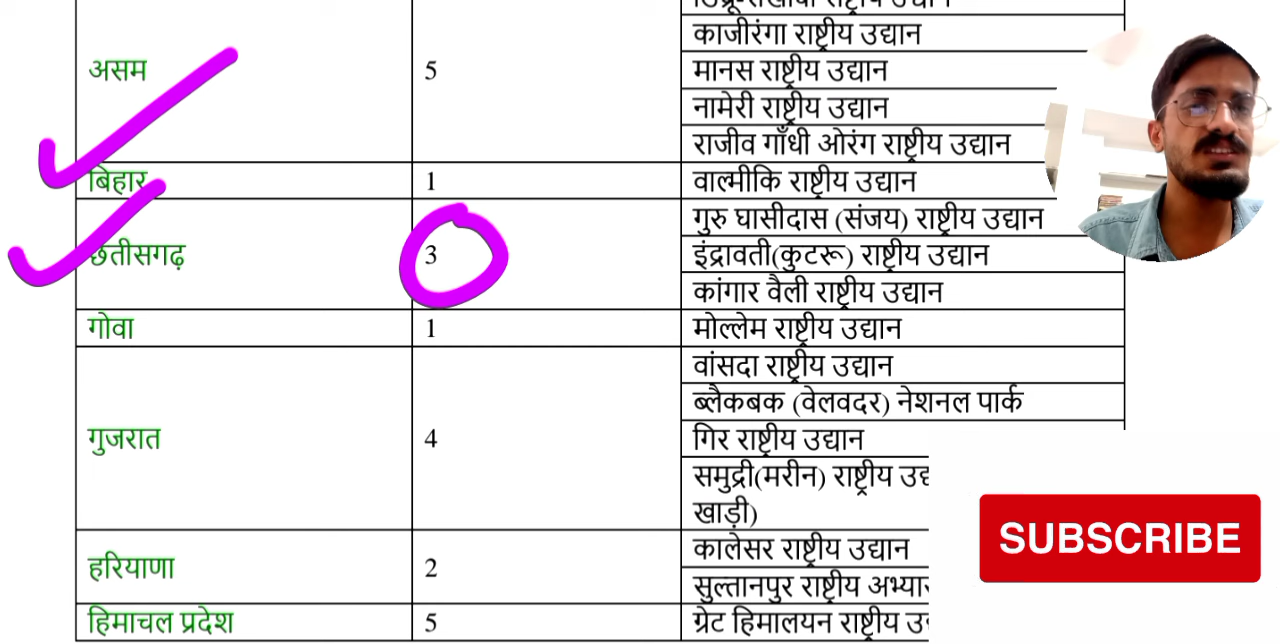 काजीरंगा राष्ट्रीय उद्यान
असम 5 मानस राष्ट्रीय उद्यान
नामेरी राष्ट्रीय उद्यान
राजीव गाँधी ओरंग राष्ट्रीय उद्यान
बिहार 1 वाल्मीकि राष्ट्रीय उद्यान
गुरु घासीदास (संजय) राष्ट्रीय उद्यान
छतीसगढ़ 3 इंद्रावती(कुटरू) राष्ट्रीय उद्यान
कांगार वैली राष्ट्रीय उद्यान
गोवा 1 मोल्लेम राष्ट्रीय उद्यान
वांसदा राष्ट्रीय उद्यान
ब्लैकबक (वेलवदर) नेशनल पार्क
गुजरात 4 गिर राष्ट्रीय उद्यान
समुद्री(मरीन) राष्ट्रीय
खाड़ी)
SUBSCRIBE
कालेसर राष्ट्रीय उद्यान
हरियाणा 2
सुल्तानपुर राष्ट्रीय
हिमाचल प्रदेश 5 ग्रेट हिमालयन राष्ट्रीय